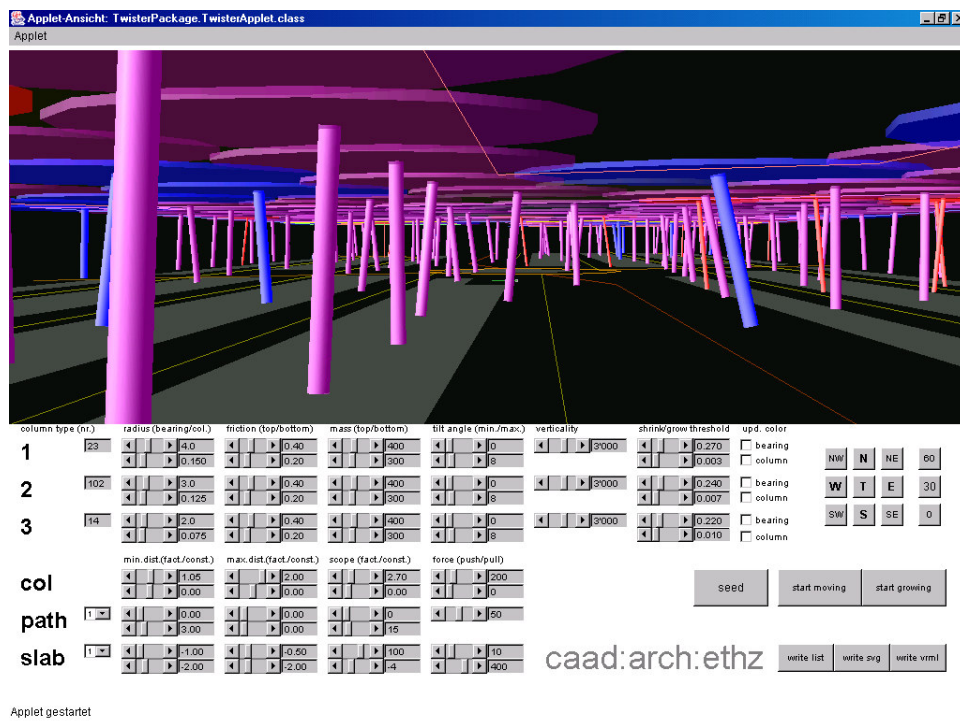 Applet-Ansicht: TwisterPackage.TwisterApplet.class
Applet
column type (nr.) radius (bearing/col.) friction (top/bottom) mass (top/bottom) tilt angle (min./max.) verticality shrink/grow threshold upd. color
1 23 4.0 0.40 400 0 3'000 0.270 bearing
0.150 0.20 300 8 0.003 column
2 102 3.0 0.40 400 0 3'000 0.240 bearing
0.125 0.20 300 8 0.007 column
3 14 2.0 0.40 400 0 3'000 0.220 bearing
0.075 0.20 300 8 0.010 column
NW N NE 60
W T E 30
SW S SE 0
min.dist.(fact./const.) max.dist.(fact./const.) scope (fact./const.) force (push/pull)
col 1.05 2.00 2.70 200
0.00 0.00 0.00 0
path 1 0.00 0.00 0 50
3.00 0.00 15
slab 1 -1.00 -0.50 100 10
-2.00 -2.00 -4 400
seed start moving start growing
caad:arch:ethz write list write svg write vrml
Applet gestartet